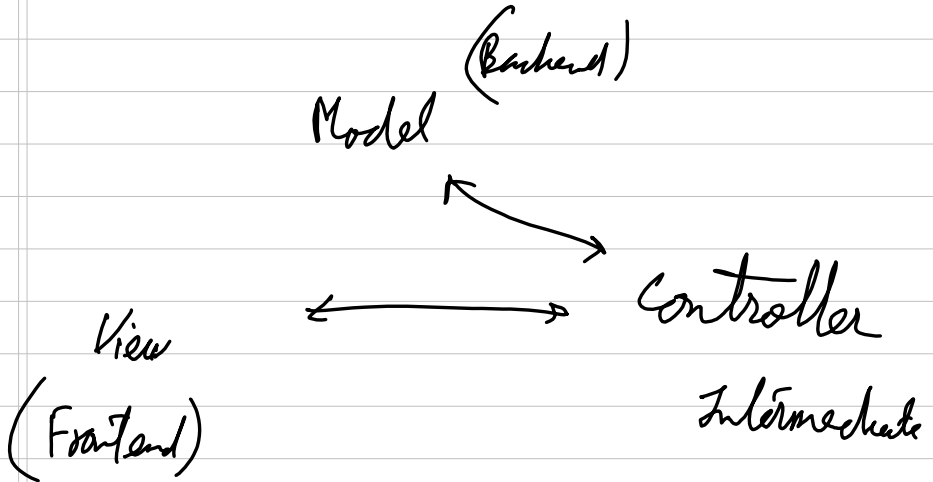 (Backend)
Model
Controller
View
Intermediate
(Frontend)